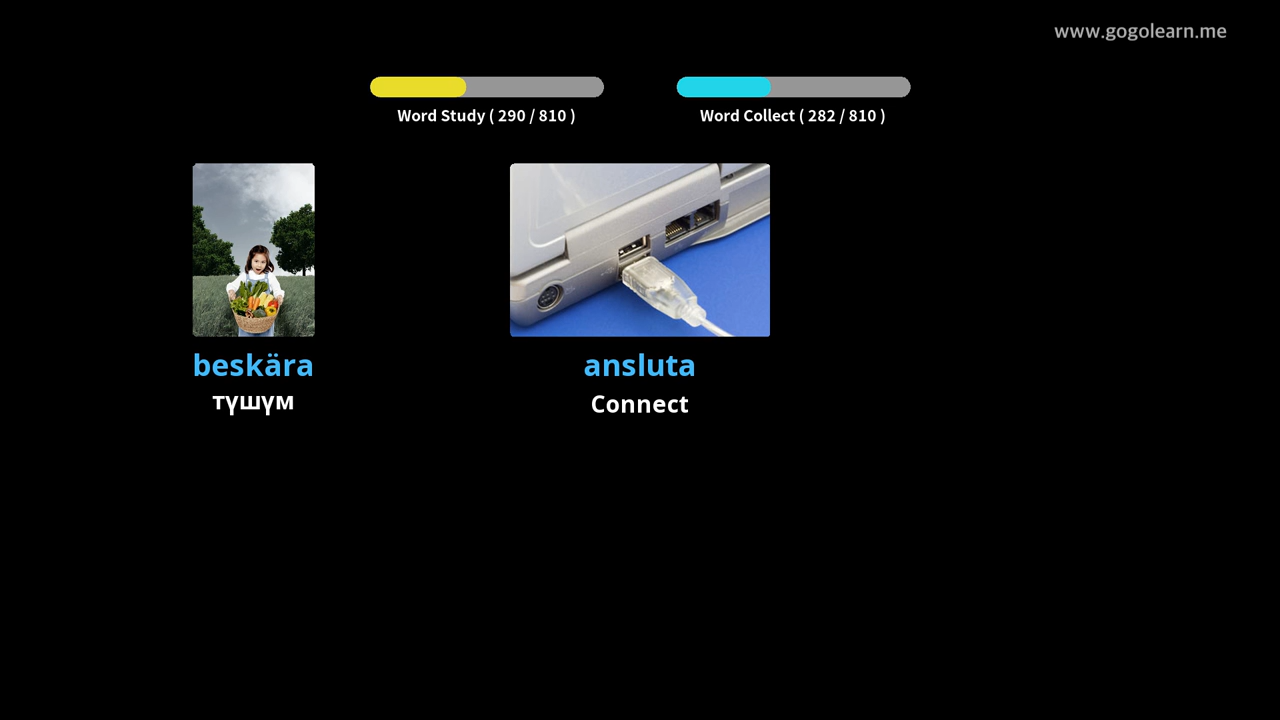 www.gogolearn.me
Word Study ( 290 / 810 )
Word Collect ( 282 / 810 )
beskära
түшүм
ansluta
Connect